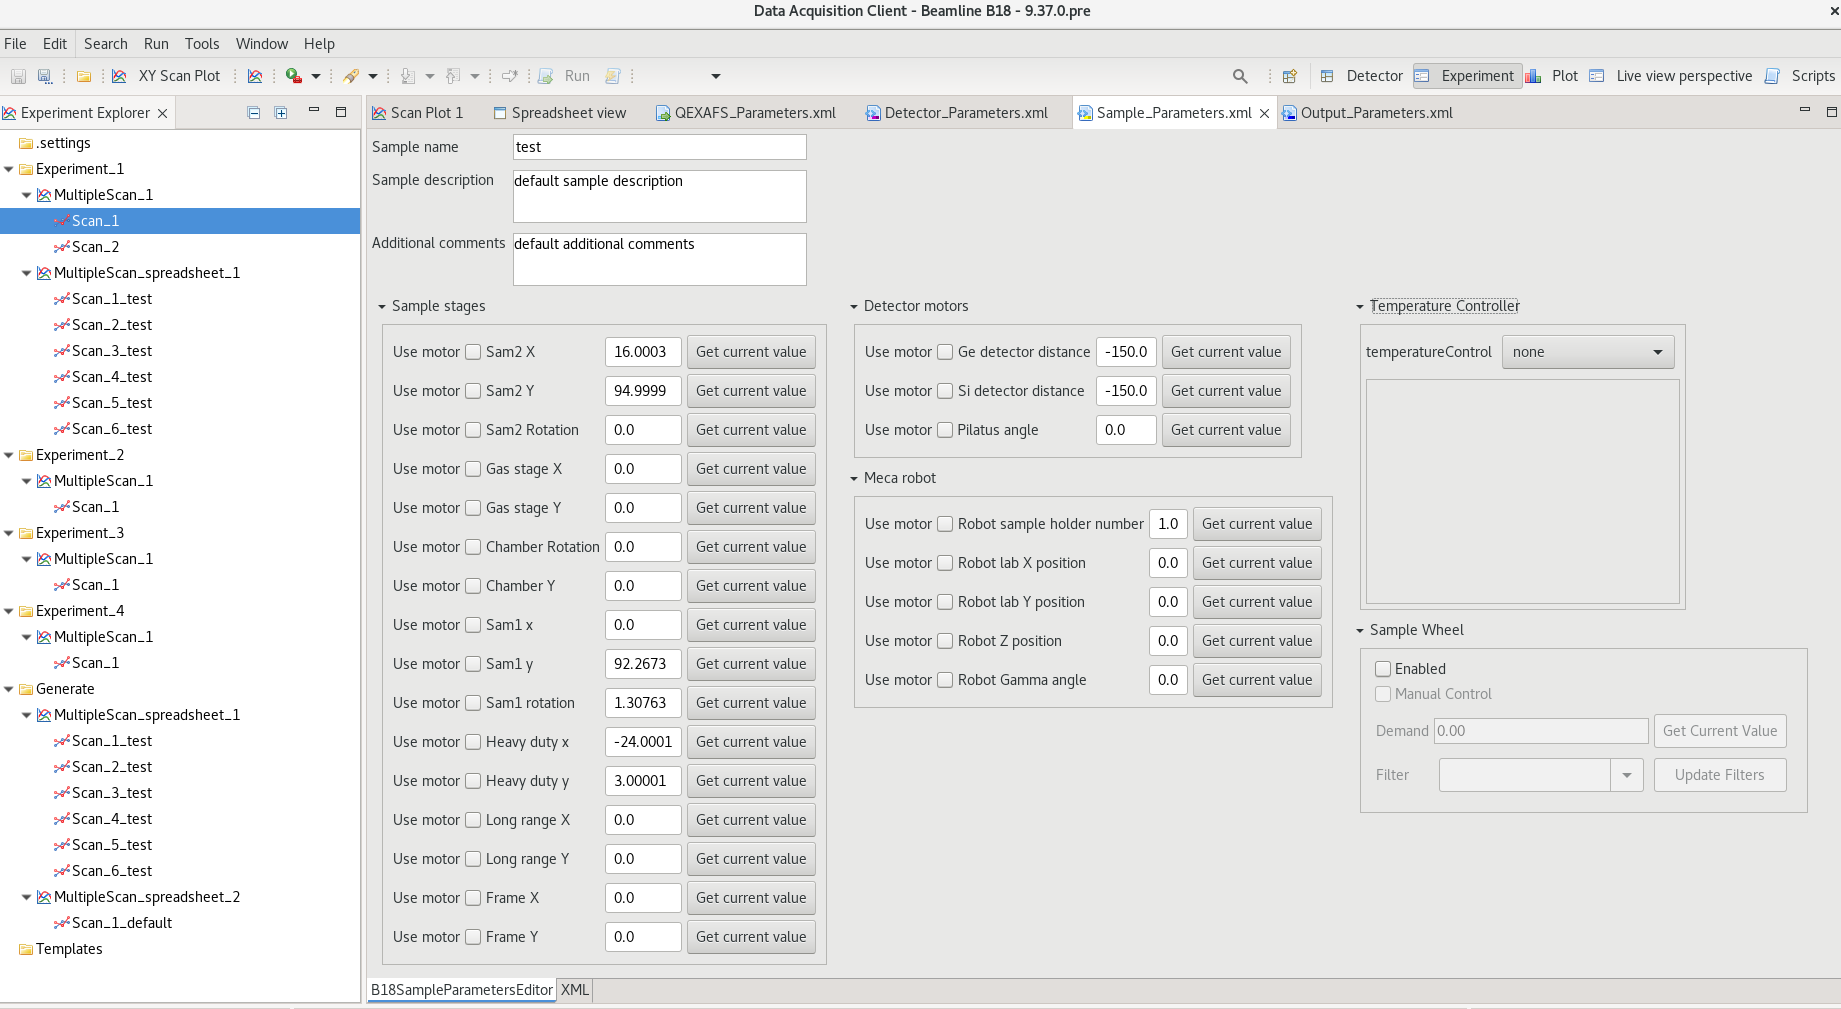 Data Acquisition Client - Beamline B18 - 9.37.0.pre
File Edit Search Run Tools Window Help
XY Scan Plot Run Detector Experiment Plot Live view perspective Scripts
Experiment Explorer
.settings
Experiment_1
MultipleScan_1
Scan_1
Scan_2
MultipleScan_spreadsheet_1
Scan_1_test
Scan_2_test
Scan_3_test
Scan_4_test
Scan_5_test
Scan_6_test
Experiment_2
MultipleScan_1
Scan_1
Experiment_3
MultipleScan_1
Scan_1
Experiment_4
MultipleScan_1
Scan_1
Generate
MultipleScan_spreadsheet_1
Scan_1_test
Scan_2_test
Scan_3_test
Scan_4_test
Scan_5_test
Scan_6_test
MultipleScan_spreadsheet_2
Scan_1_default
Templates
Scan Plot 1 Spreadsheet view QEXAFS_Parameters.xml Detector_Parameters.xml Sample_Parameters.xml Output_Parameters.xml
Sample name test
Sample description default sample description
Additional comments default additional comments
Sample stages
Use motor Sam2 X 16.0003 Get current value
Use motor Sam2 Y 94.9999 Get current value
Use motor Sam2 Rotation 0.0 Get current value
Use motor Gas stage X 0.0 Get current value
Use motor Gas stage Y 0.0 Get current value
Use motor Chamber Rotation 0.0 Get current value
Use motor Chamber Y 0.0 Get current value
Use motor Sam1 x 0.0 Get current value
Use motor Sam1 y 92.2673 Get current value
Use motor Sam1 rotation 1.30763 Get current value
Use motor Heavy duty x -24.0001 Get current value
Use motor Heavy duty y 3.00001 Get current value
Use motor Long range X 0.0 Get current value
Use motor Long range Y 0.0 Get current value
Use motor Frame X 0.0 Get current value
Use motor Frame Y 0.0 Get current value
Detector motors
Use motor Ge detector distance -150.0 Get current value
Use motor Si detector distance -150.0 Get current value
Use motor Pilatus angle 0.0 Get current value
Meca robot
Use motor Robot sample holder number 1.0 Get current value
Use motor Robot lab X position 0.0 Get current value
Use motor Robot lab Y position 0.0 Get current value
Use motor Robot Z position 0.0 Get current value
Use motor Robot Gamma angle 0.0 Get current value
Temperature Controller
temperatureControl none
Sample Wheel
Enabled
Manual Control
Demand 0.00 Get Current Value
Filter Update Filters
B18SampleParametersEditor XML